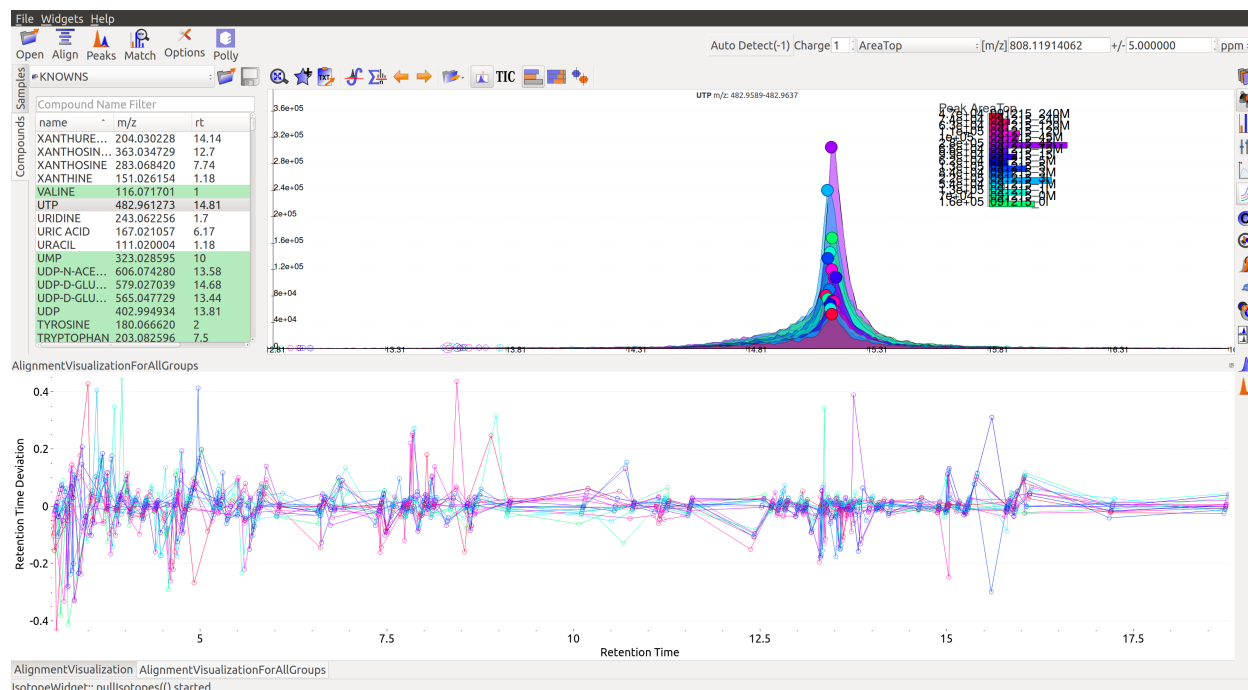 File Widgets Help
Open Align Peaks Match Options Polly
Auto Detect(-1) Charge 1 AreaTop [m/z] 808.11914062 +/- 5.000000 ppm
Samples
Compounds
KNOWNS
TXT TIC
Compound Name Filter
name m/z rt
XANTHURE... 204.030228 14.14
XANTHOSIN... 363.034729 12.7
XANTHOSINE 283.068420 7.74
XANTHINE 151.026154 1.18
VALINE 116.071701 1
UTP 482.961273 14.81
URIDINE 243.062256 1.7
URIC ACID 167.021057 6.17
URACIL 111.020004 1.18
UMP 323.028595 10
UDP-N-ACE... 606.074280 13.58
UDP-D-GLU... 579.027039 14.68
UDP-D-GLU... 565.047729 13.44
UDP 402.994934 13.81
TYROSINE 180.066620 2
TRYPTOPHAN 203.082596 7.5
UTP m/z: 482.9589-482.9637
Peak AreaTop
3.6e+05
3.2e+05
2.8e+05
2.4e+05
2e+05
1.6e+05
1.2e+05
8e+04
4e+04
0
12.81 13.31 13.81 14.31 14.81 15.31 15.81 16.31
1.6e+05 091215_0I
AlignmentVisualizationForAllGroups
Retention Time Deviation
0.4
0.2
0
-0.2
-0.4
5 7.5 10 12.5 15 17.5
Retention Time
AlignmentVisualization AlignmentVisualizationForAllGroups
IsotopeWidget:: pullIsotopes(() started